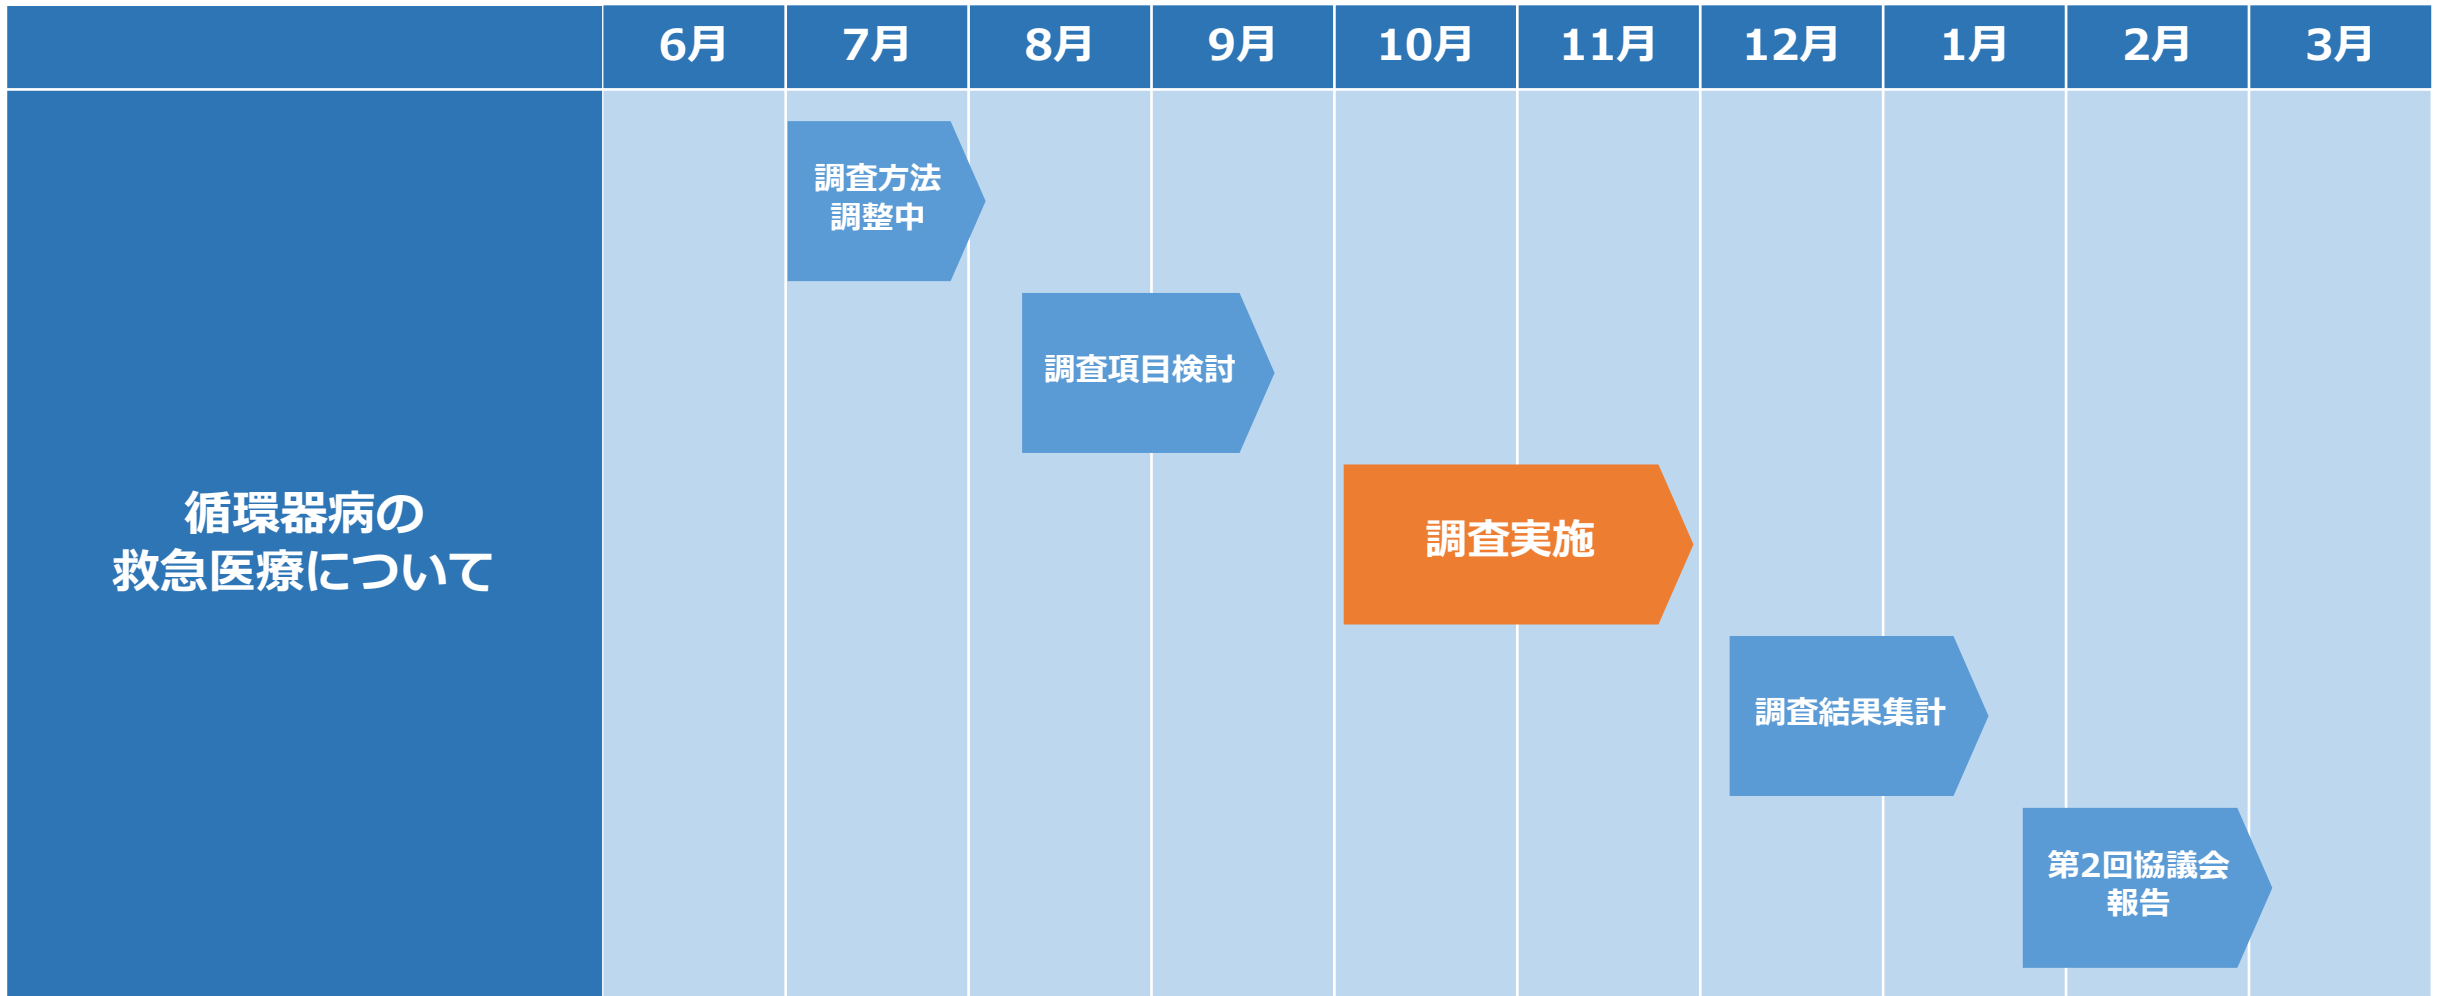 6月 7月 8月 9月 10月 11月 12月 1月 2月 3月
循環器病の
救急医療について
調査方法
調整中
調査項目検討
調査実施
調査結果集計
第2回協議会
報告